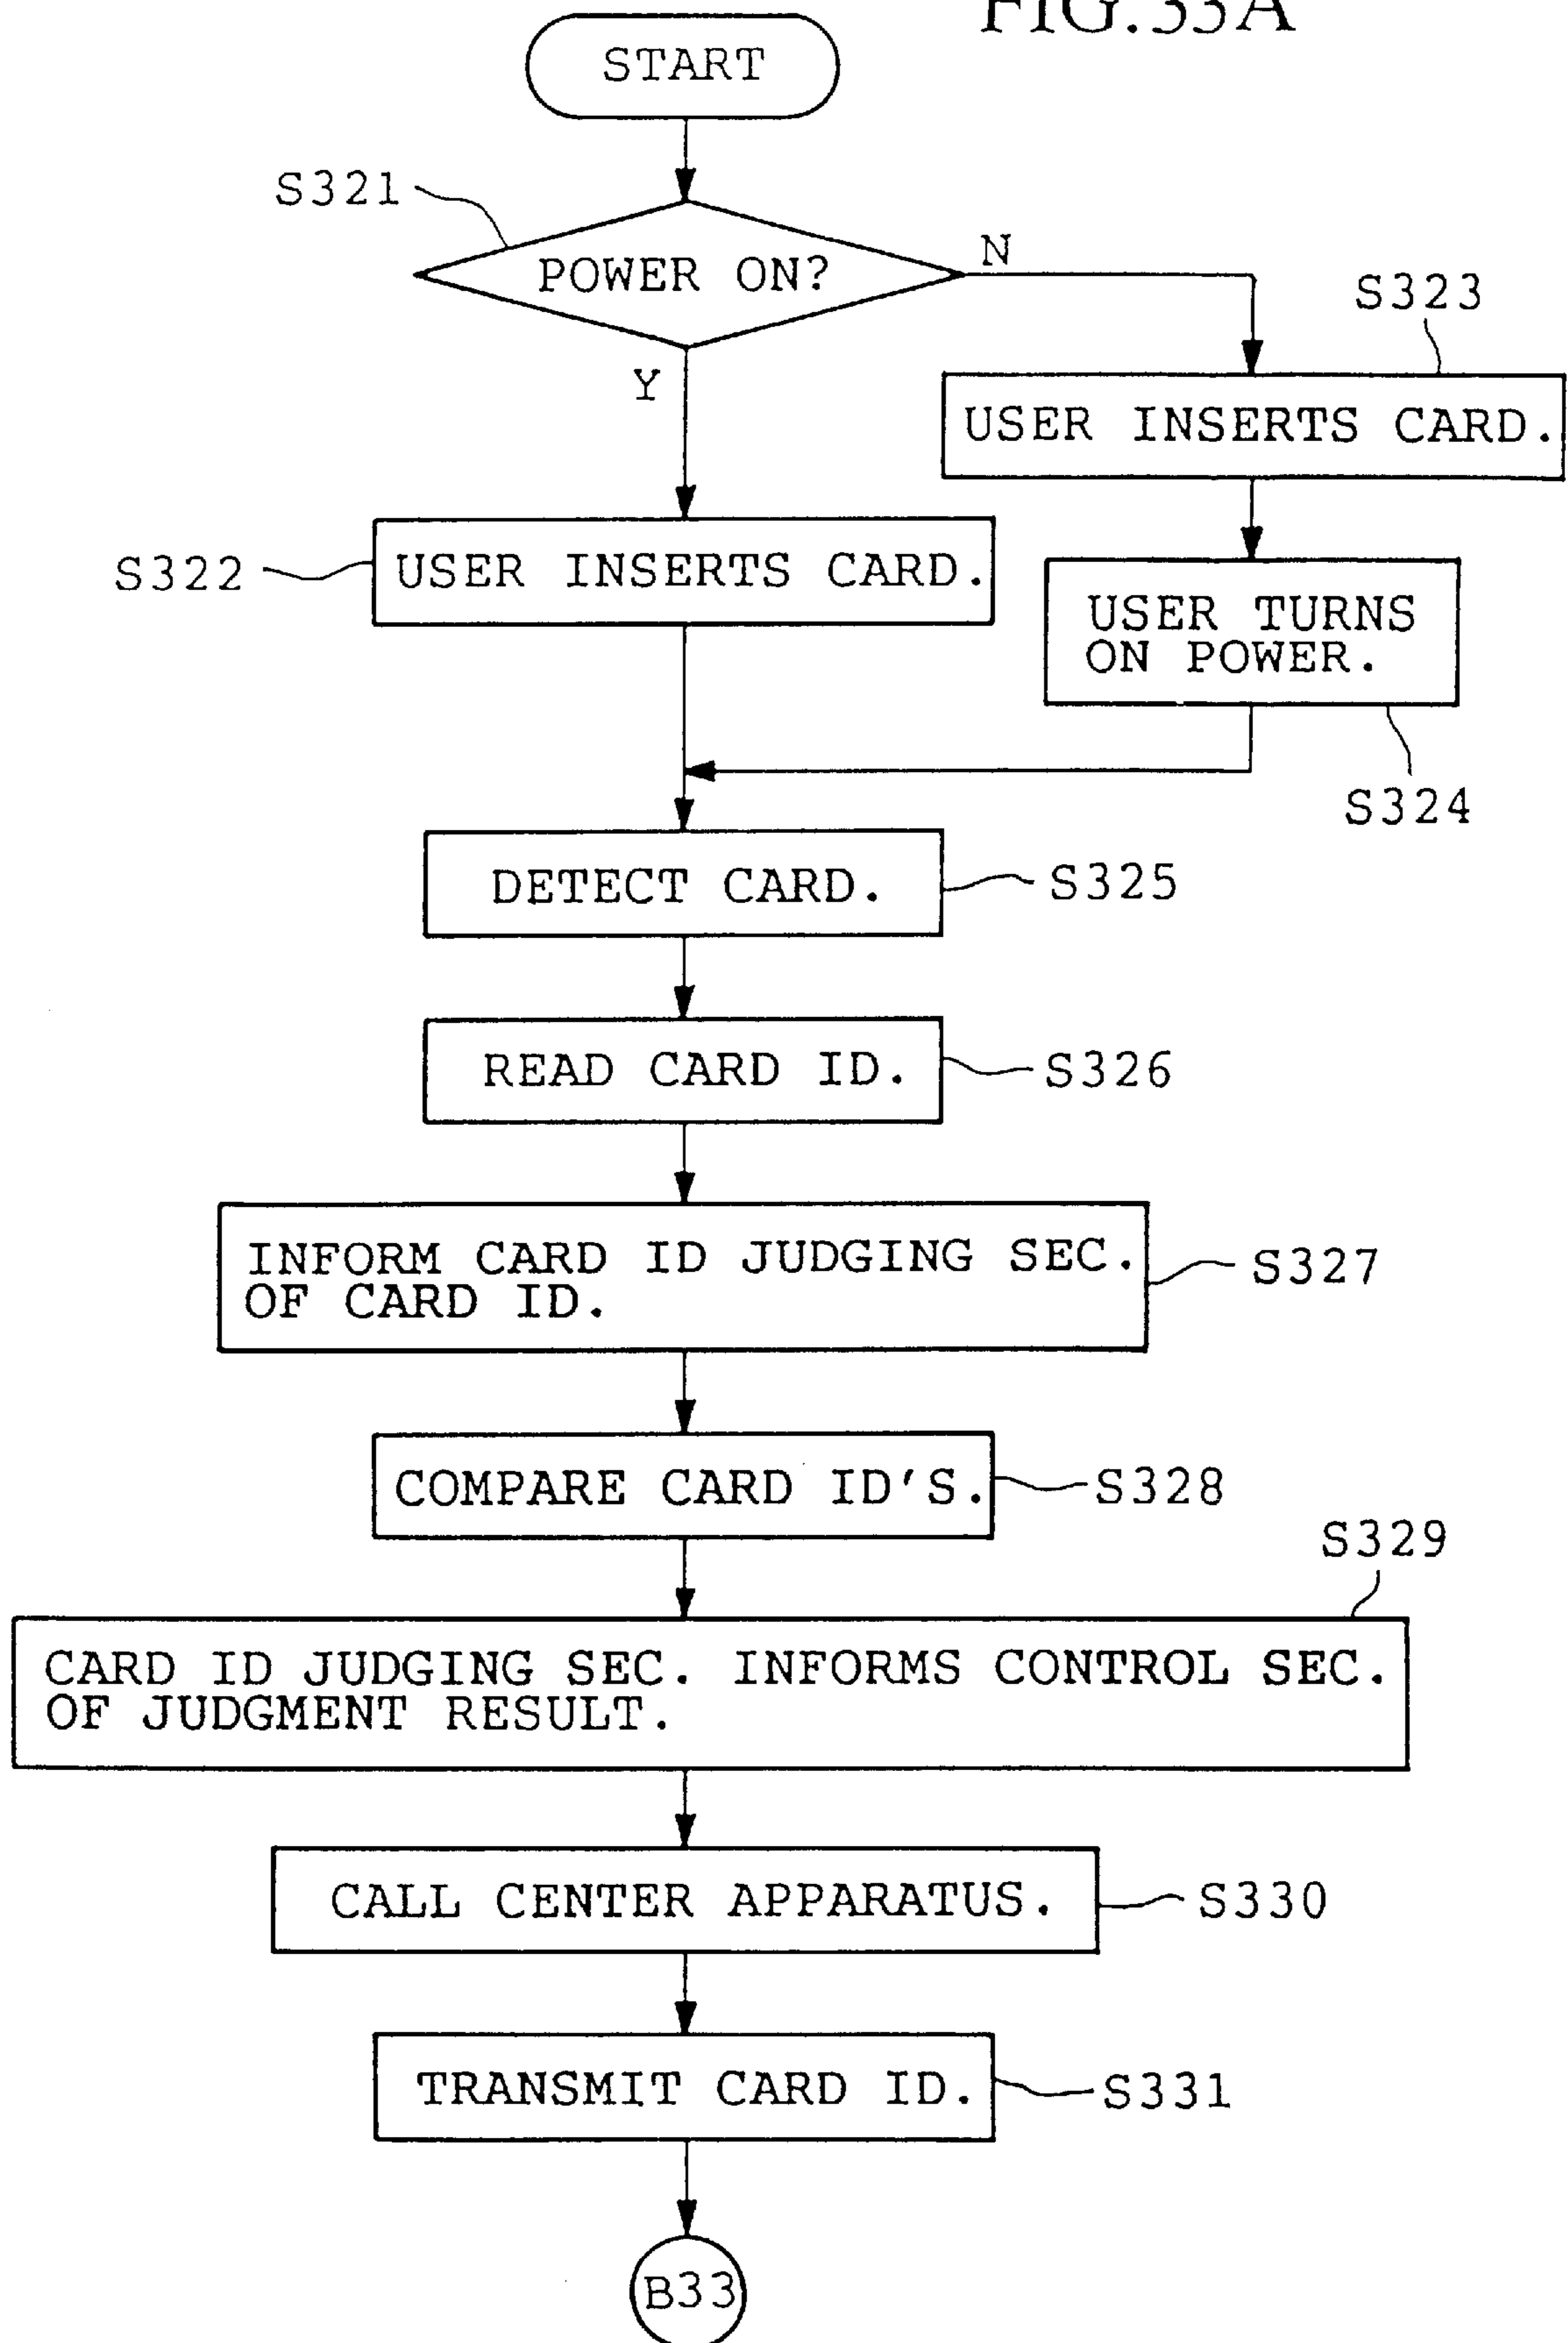 FIG.33A
START
S321
POWER ON?
N
Y
S323
USER INSERTS CARD.
S322
USER INSERTS CARD.
USER TURNS
ON POWER.
S324
DETECT CARD.
S325
READ CARD ID.
S326
INFORM CARD ID JUDGING SEC.
OF CARD ID.
S327
COMPARE CARD ID'S.
S328
S329
CARD ID JUDGING SEC. INFORMS CONTROL SEC.
OF JUDGMENT RESULT.
CALL CENTER APPARATUS.
S330
TRANSMIT CARD ID.
S331
B33